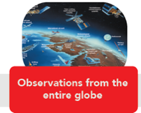 Observations from the
entire globe